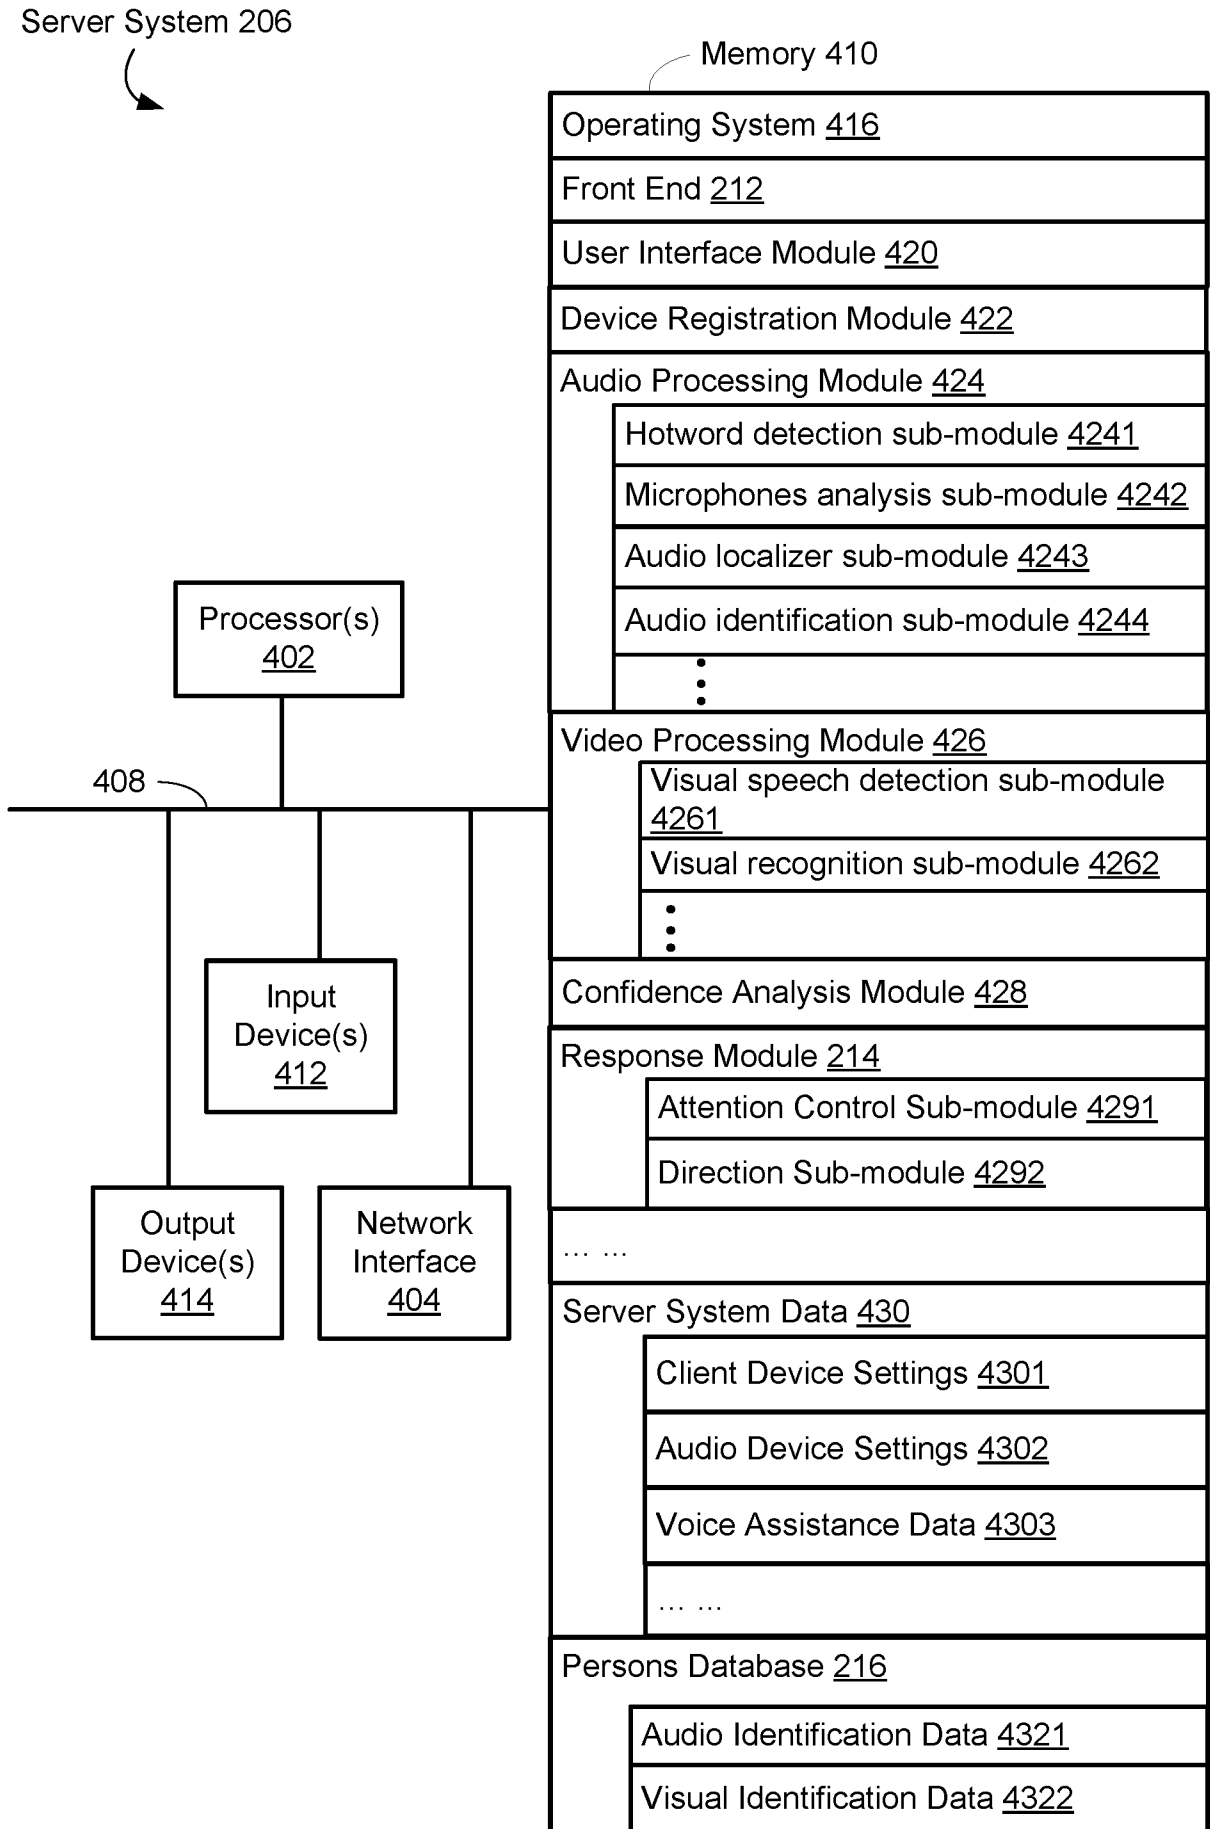 Server System 206
Memory 410
Operating System 416
Front End 212
User Interface Module 420
Device Registration Module 422
Audio Processing Module 424
Hotword detection sub-module 4241
Microphones analysis sub-module 4242
Audio localizer sub-module 4243
Audio identification sub-module 4244
Video Processing Module 426
Visual speech detection sub-module
4261
Visual recognition sub-module 4262
Confidence Analysis Module 428
Response Module 214
Attention Control Sub-module 4291
Direction Sub-module 4292
... ...
Server System Data 430
Client Device Settings 4301
Audio Device Settings 4302
Voice Assistance Data 4303
... ...
Persons Database 216
Audio Identification Data 4321
Visual Identification Data 4322
Processor(s)
402
408
Input
Device(s)
412
Output
Device(s)
414
Network
Interface
404